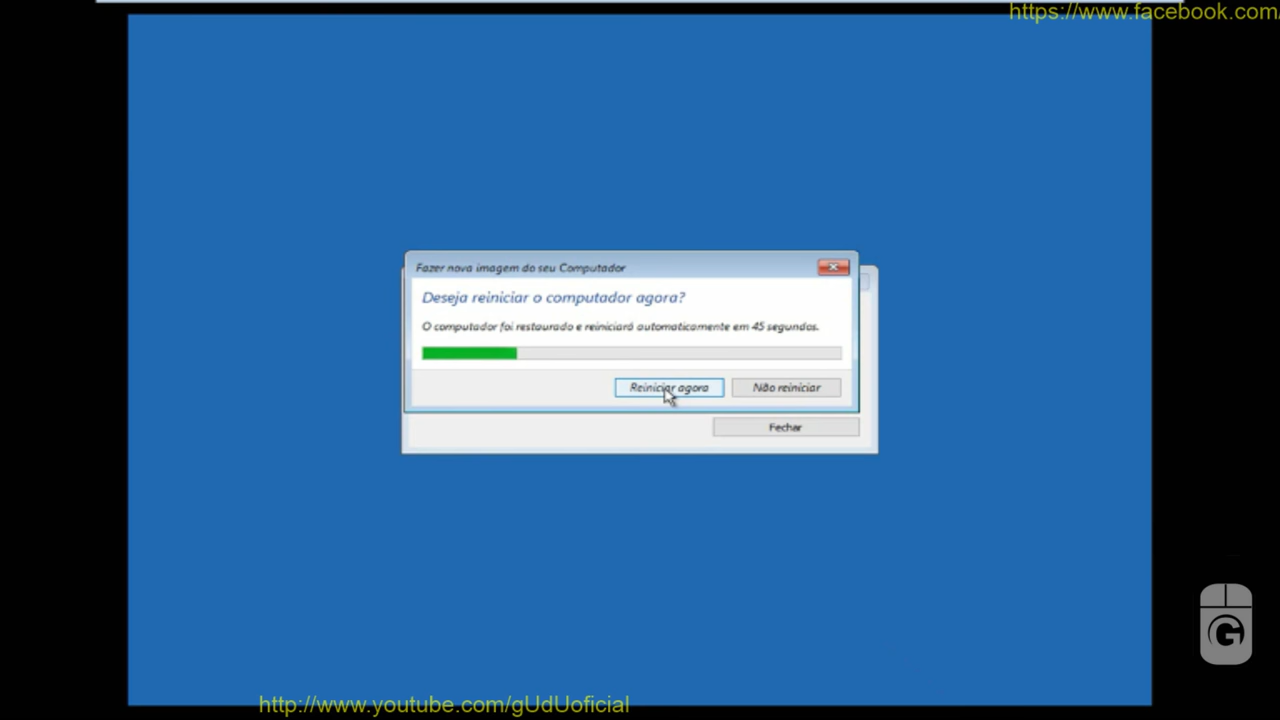 https://www.facebook.com/
Fazer nova imagem do seu Computador
Deseja reiniciar o computador agora?
O computador foi restaurado e reiniciará automaticamente em 45 segundos.
Reiniciar agora
Não reiniciar
Fechar
G
http://www.youtube.com/gUdUoficial